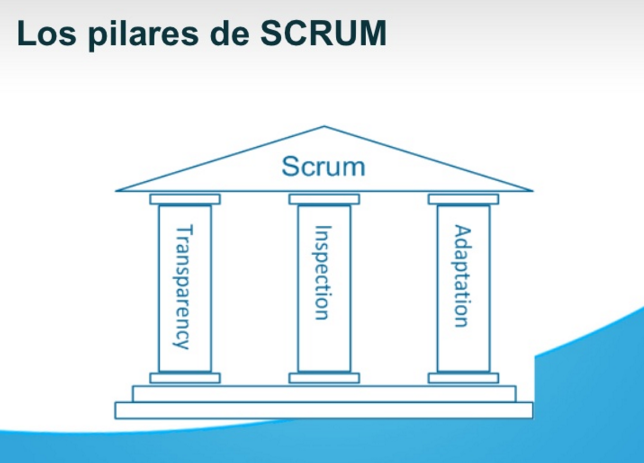 Los pilares de SCRUM
Scrum
Transparency
Inspection
Adaptation